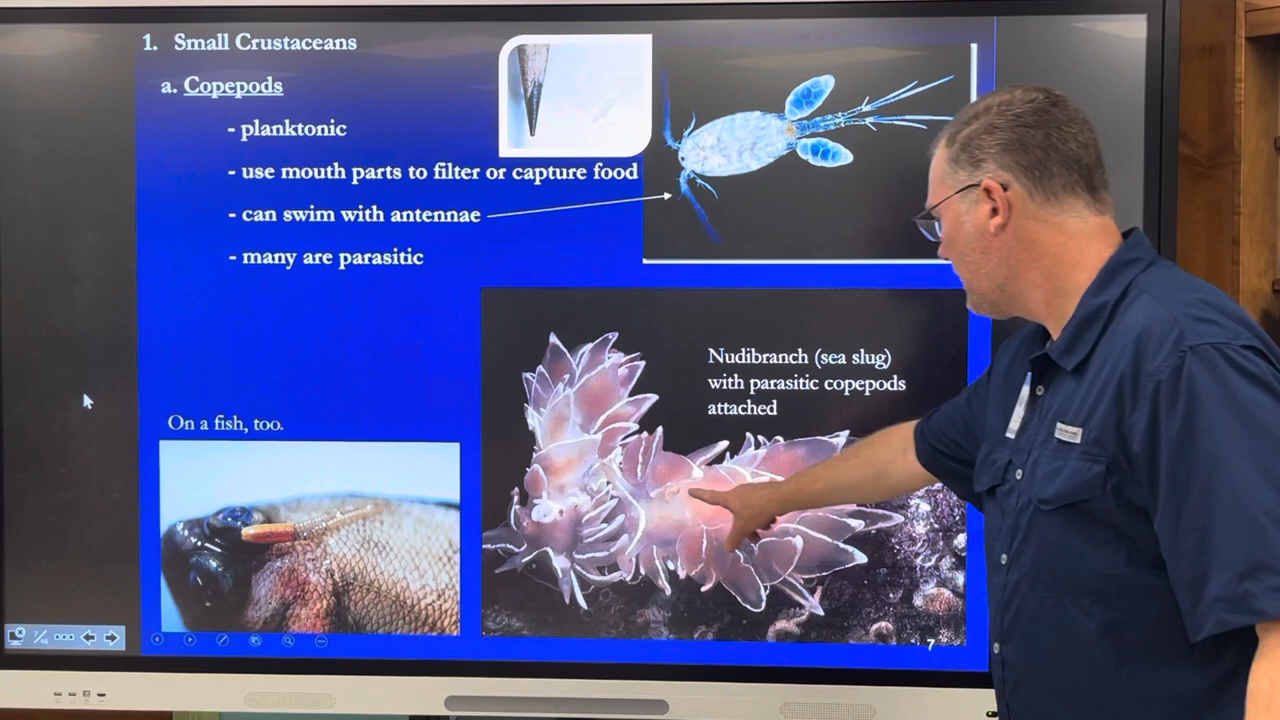 1. Small Crustaceans
a. Copepods
- planktonic
- use mouth parts to filter or capture food
- can swim with antennae
- many are parasitic
Nudibranch (sea slug)
with parasitic copepods
attached
On a fish, too.
7